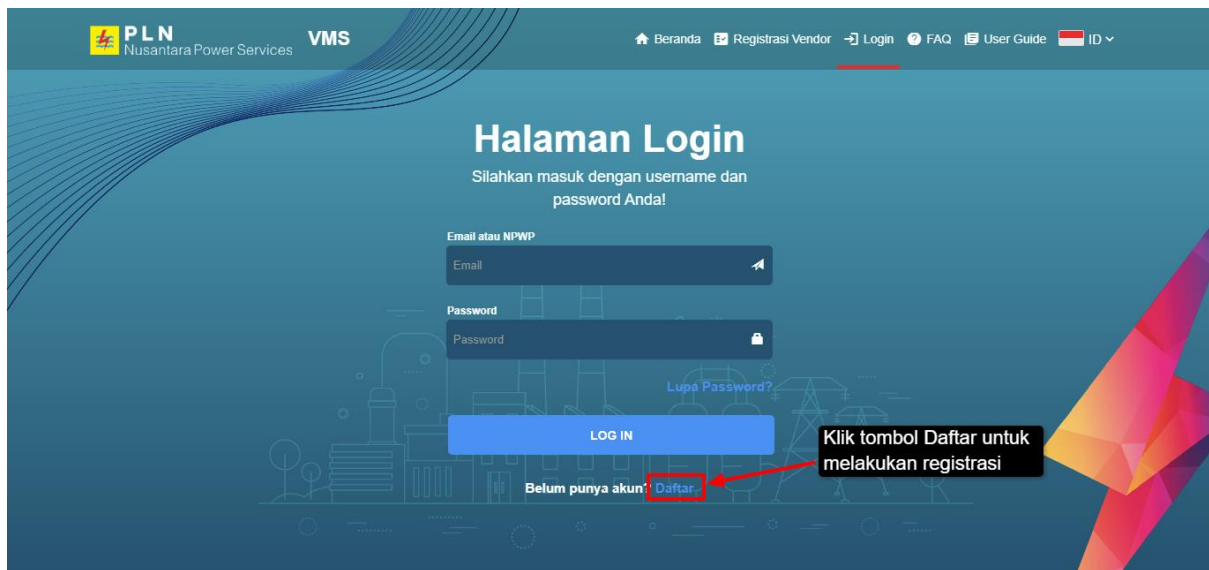 PLN
Nusantara Power Services
VMS
Beranda
Registrasi Vendor
Login
FAQ
User Guide
ID
Halaman Login
Silahkan masuk dengan username dan
password Anda!
Email atau NPWP
Email
Password
Password
Lupa Password?
LOG IN
Klik tombol Daftar untuk
melakukan registrasi
Belum punya akun? Daftar